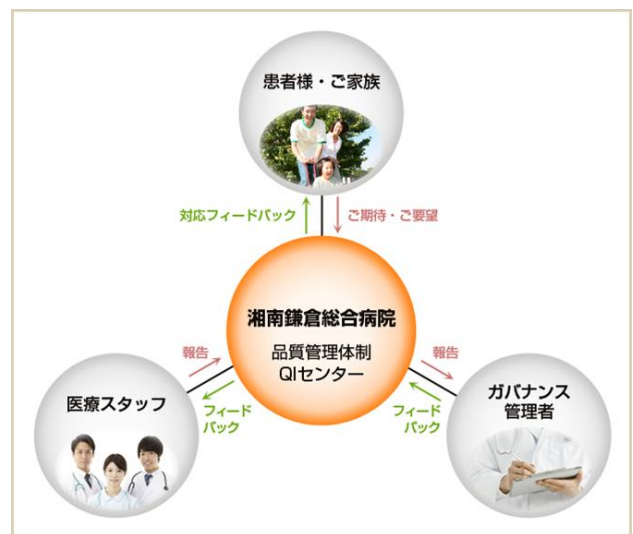 患者様・ご家族
対応フィードバック
ご期待・ご要望
湘南鎌倉総合病院
品質管理体制
QIセンター
報告
医療スタッフ
フィード
バック
報告
ガバナンス
管理者
フィード
バック